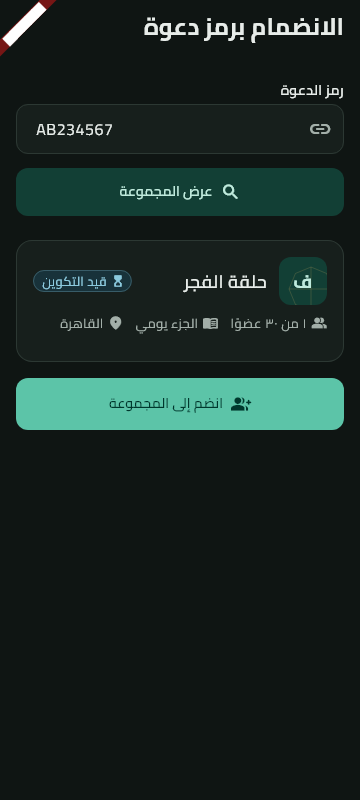 الانضمام برمز دعوة
رمز الدعوة
AB234567
عرض المجموعة
ف
حلقة الفجر
قيد التكوين
١ من ٣٠ عضوًا
الجزء يومي
القاهرة
انضم إلى المجموعة